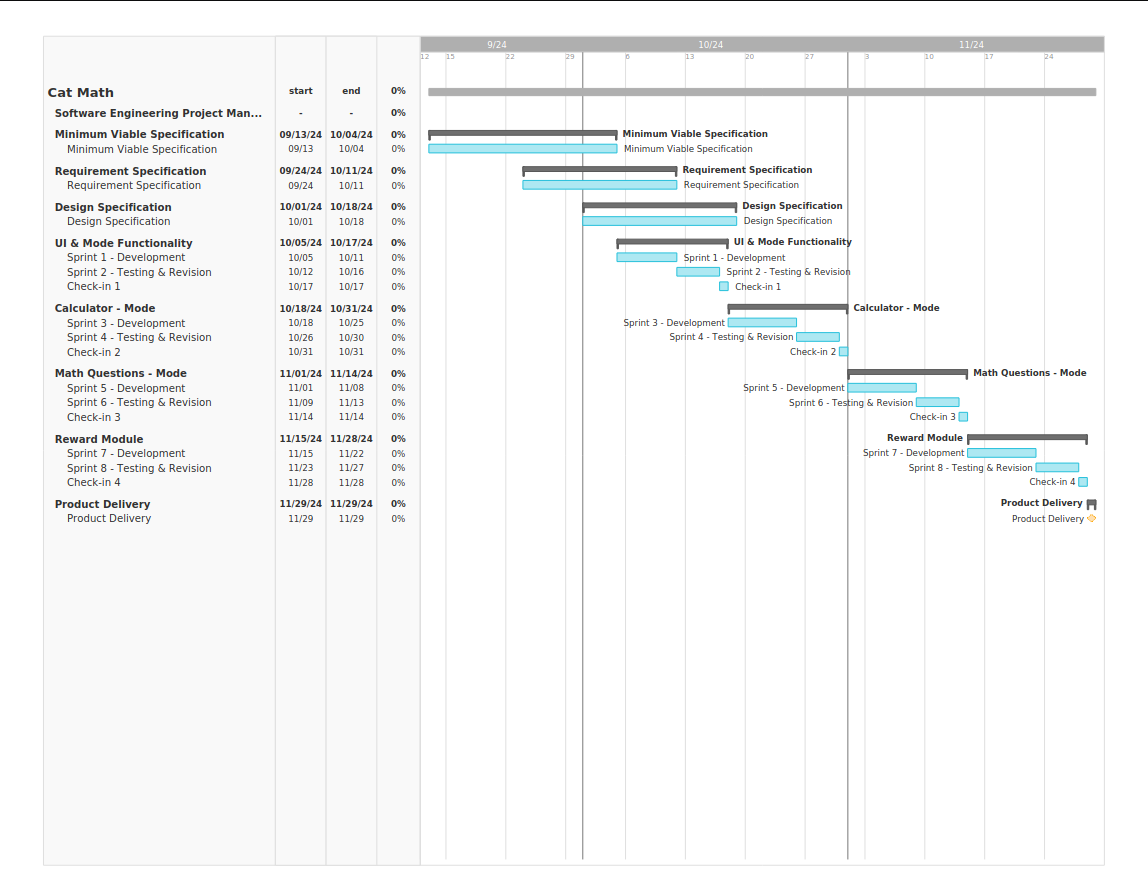 9/24 10/24 11/24
12 15 22 29 6 13 20 27 3 10 17 24
Cat Math start end 0%
Software Engineering Project Man... - - 0%
Minimum Viable Specification 09/13/24 10/04/24 0% Minimum Viable Specification
Minimum Viable Specification 09/13 10/04 0% Minimum Viable Specification
Requirement Specification 09/24/24 10/11/24 0% Requirement Specification
Requirement Specification 09/24 10/11 0% Requirement Specification
Design Specification 10/01/24 10/18/24 0% Design Specification
Design Specification 10/01 10/18 0% Design Specification
UI & Mode Functionality 10/05/24 10/17/24 0% UI & Mode Functionality
Sprint 1 - Development 10/05 10/11 0% Sprint 1 - Development
Sprint 2 - Testing & Revision 10/12 10/16 0% Sprint 2 - Testing & Revision
Check-in 1 10/17 10/17 0% Check-in 1
Calculator - Mode 10/18/24 10/31/24 0% Calculator - Mode
Sprint 3 - Development 10/18 10/25 0% Sprint 3 - Development
Sprint 4 - Testing & Revision 10/26 10/30 0% Sprint 4 - Testing & Revision
Check-in 2 10/31 10/31 0% Check-in 2
Math Questions - Mode 11/01/24 11/14/24 0% Math Questions - Mode
Sprint 5 - Development 11/01 11/08 0% Sprint 5 - Development
Sprint 6 - Testing & Revision 11/09 11/13 0% Sprint 6 - Testing & Revision
Check-in 3 11/14 11/14 0% Check-in 3
Reward Module 11/15/24 11/28/24 0% Reward Module
Sprint 7 - Development 11/15 11/22 0% Sprint 7 - Development
Sprint 8 - Testing & Revision 11/23 11/27 0% Sprint 8 - Testing & Revision
Check-in 4 11/28 11/28 0% Check-in 4
Product Delivery 11/29/24 11/29/24 0% Product Delivery
Product Delivery 11/29 11/29 0% Product Delivery